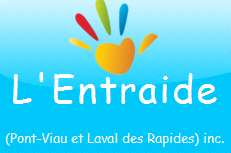 L'Entraide
(Pont-Viau et Laval des Rapides) inc.